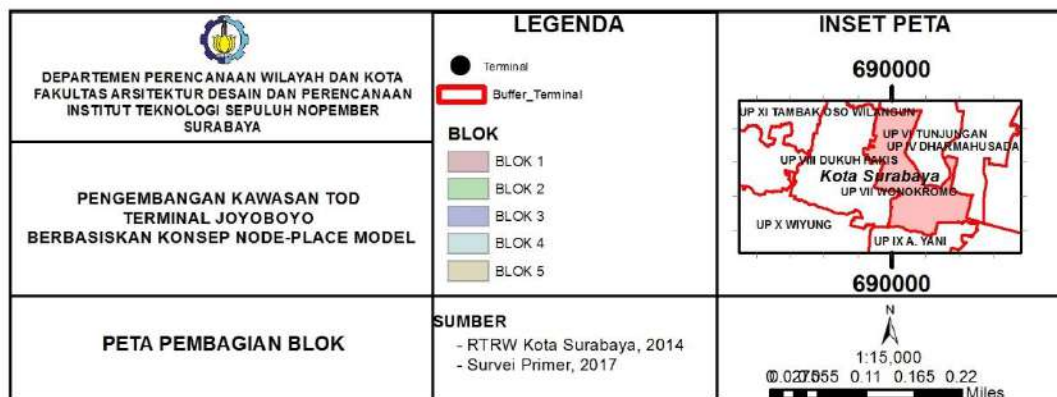 DEPARTEMEN PERENCANAAN WILAYAH DAN KOTA
FAKULTAS ARSITEKTUR DESAIN DAN PERENCANAAN
INSTITUT TEKNOLOGI SEPULUH NOPEMBER
SURABAYA
PENGEMBANGAN KAWASAN TOD
TERMINAL JOYOBOYO
BERBASISKAN KONSEP NODE-PLACE MODEL
PETA PEMBAGIAN BLOK
LEGENDA
Terminal
Buffer_Terminal
BLOK
BLOK 1
BLOK 2
BLOK 3
BLOK 4
BLOK 5
SUMBER
- RTRW Kota Surabaya, 2014
- Survei Primer, 2017
INSET PETA
690000
UP XI TAMBAK OSO WILANGUN
UP VI TUNJUNGAN
UP IV DHARMAHUSADA
UP VIII DUKUH PAKIS
Kota Surabaya
UP VII WONOKROMO
UP X WIYUNG
UP IX A. YANI
690000
N
1:15,000
0.11 0.165 0.22
Miles